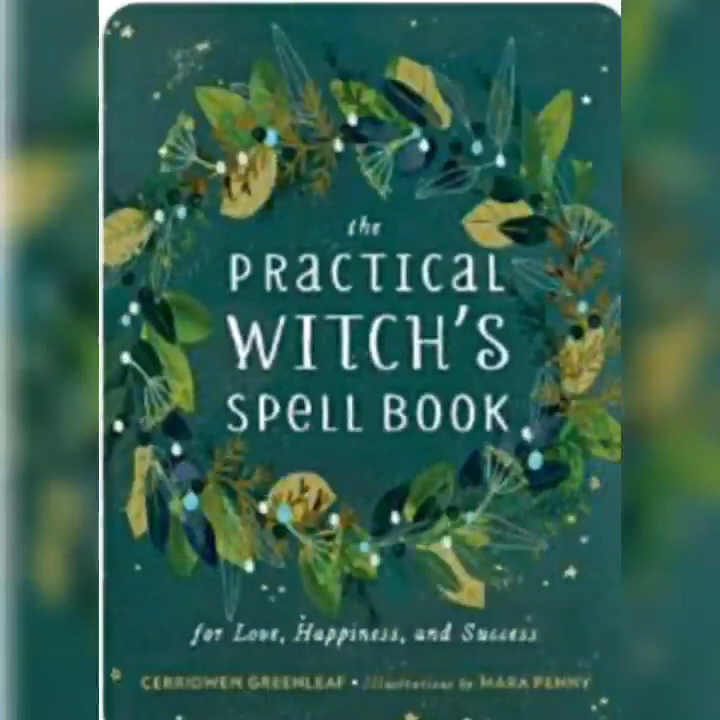 the
PRACTICAL
WITCH'S
SPELL BOOK
for Love, Happiness, and Success
CERRIDWEN GREENLEAF • illustrations by MARA PENNY